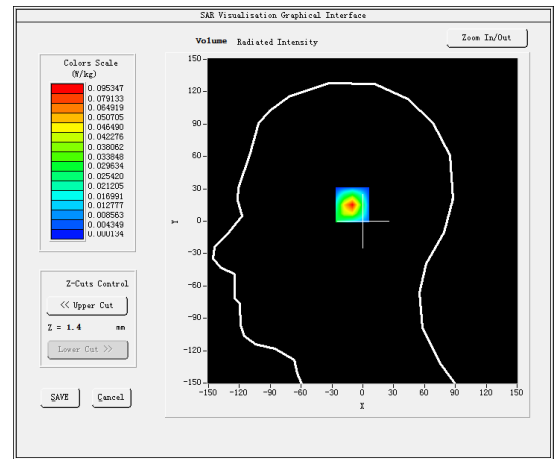 SAR Visualisation Graphical Interface
Volume Radiated Intensity
Zoom In/Out
Colors Scale
(W/kg)
0.095347
0.079133
0.064919
0.050705
0.046490
0.042276
0.038062
0.033848
0.029634
0.025420
0.021205
0.016991
0.012777
0.008563
0.004349
0.000134
Z-Cuts Control
<< Upper Cut
Z = 1.4 mm
Lower Cut >>
SAVE Cancel
150
120
90
60
30
0
-30
-60
-90
-120
-150
Y
-150 -120 -90 -60 -30 0 30 60 90 120 150
X